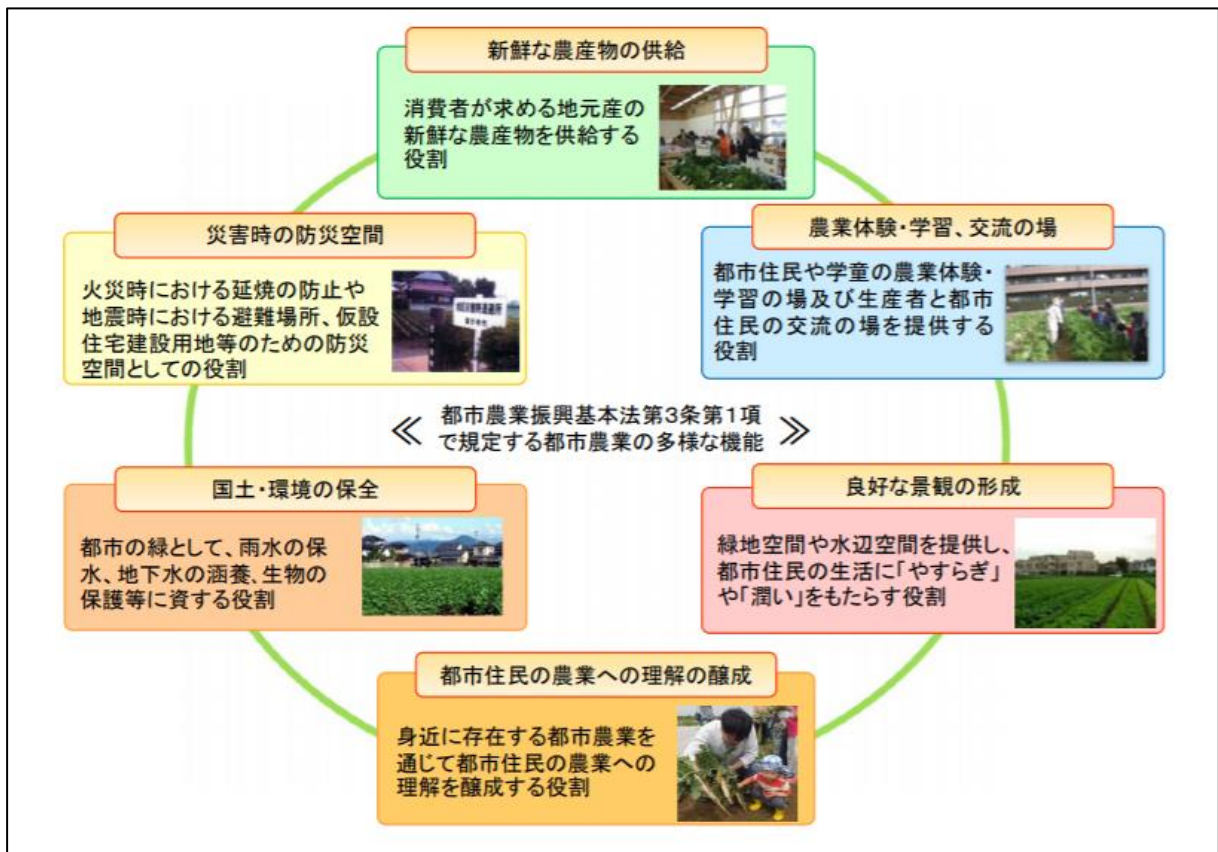 新鮮な農産物の供給
消費者が求める地元産の
新鮮な農産物を供給する
役割
災害時の防災空間
火災時における延焼の防止や
地震時における避難場所、仮設
住宅建設用地等のための防災
空間としての役割
農業体験・学習、交流の場
都市住民や学童の農業体験・
学習の場及び生産者と都市
住民の交流の場を提供する
役割
≪ 都市農業振興基本法第3条第1項
で規定する都市農業の多様な機能 ≫
国土・環境の保全
都市の緑として、雨水の保
水、地下水の涵養、生物の
保護等に資する役割
良好な景観の形成
緑地空間や水辺空間を提供し、
都市住民の生活に「やすらぎ」
や「潤い」をもたらす役割
都市住民の農業への理解の醸成
身近に存在する都市農業を
通じて都市住民の農業への
理解を醸成する役割